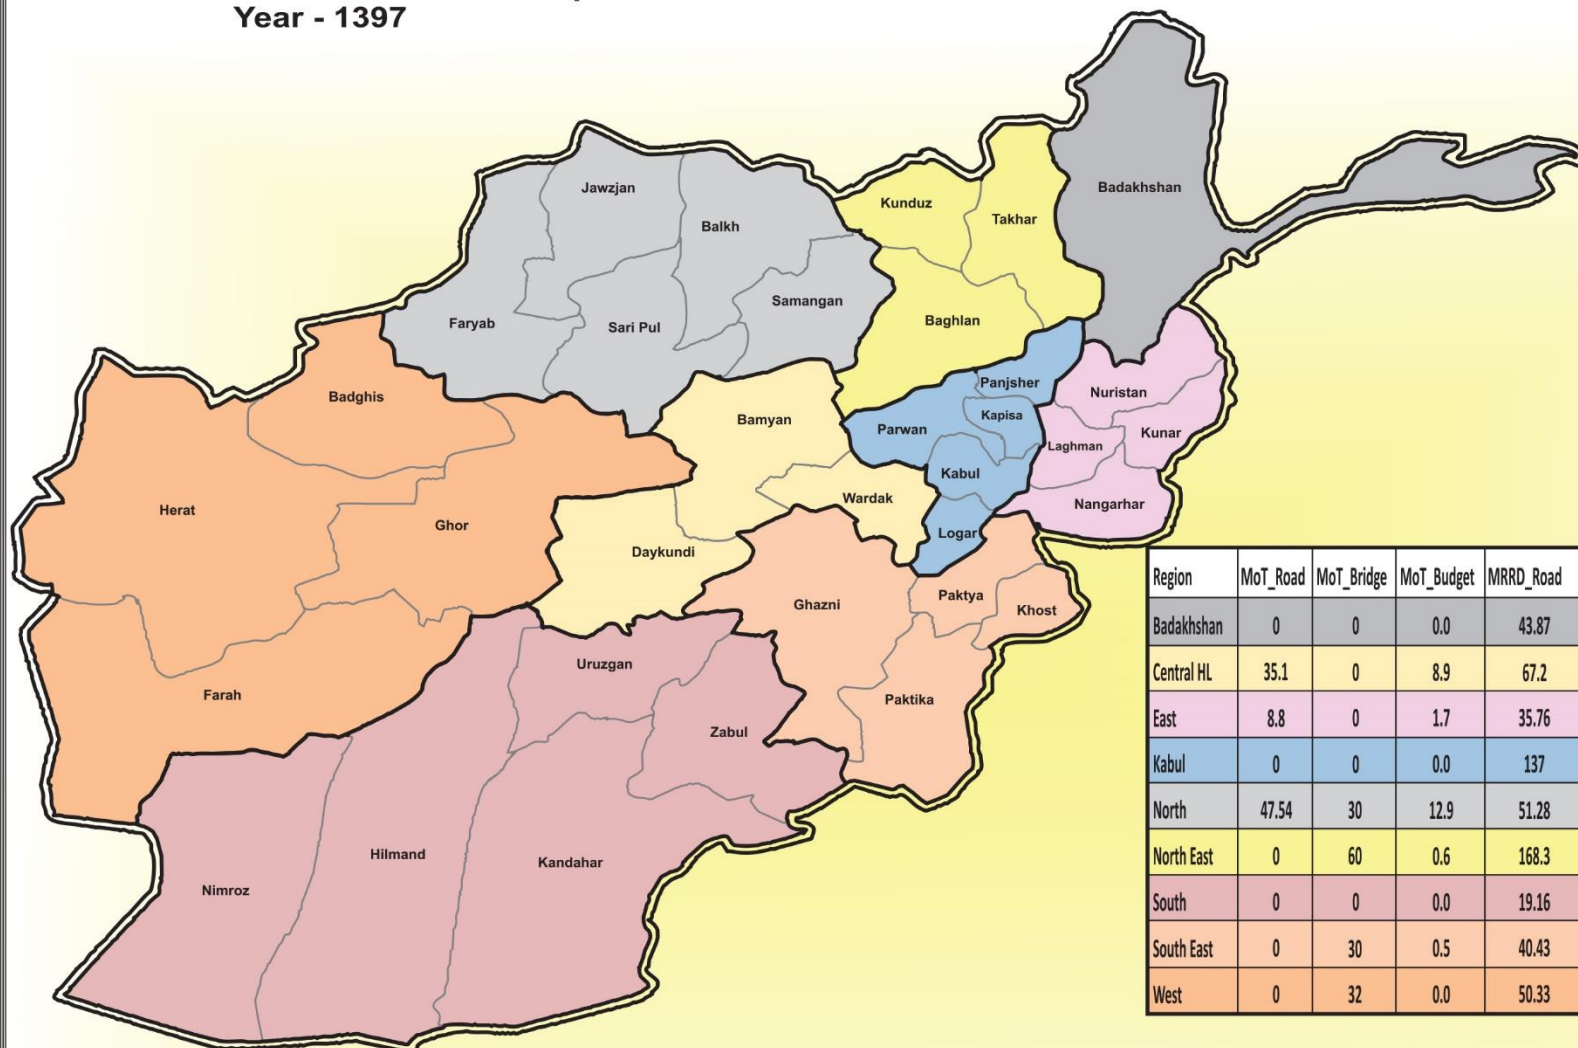 Year - 1397
Badakhshan
Jawzjan
Kunduz
Takhar
Balkh
Samangan
Faryab
Sari Pul
Baghlan
Badghis
Panjsher
Nuristan
Bamyan
Parwan
Kapisa
Kunar
Laghman
Kabul
Herat
Ghor
Wardak
Nangarhar
Logar
Daykundi
Ghazni
Paktya
Khost
Uruzgan
Farah
Paktika
Zabul
Hilmand
Kandahar
Nimroz
Region MoT_Road MoT_Bridge MoT_Budget MRRD_Road
Badakhshan 0 0 0.0 43.87
Central HL 35.1 0 8.9 67.2
East 8.8 0 1.7 35.76
Kabul 0 0 0.0 137
North 47.54 30 12.9 51.28
North East 0 60 0.6 168.3
South 0 0 0.0 19.16
South East 0 30 0.5 40.43
West 0 32 0.0 50.33